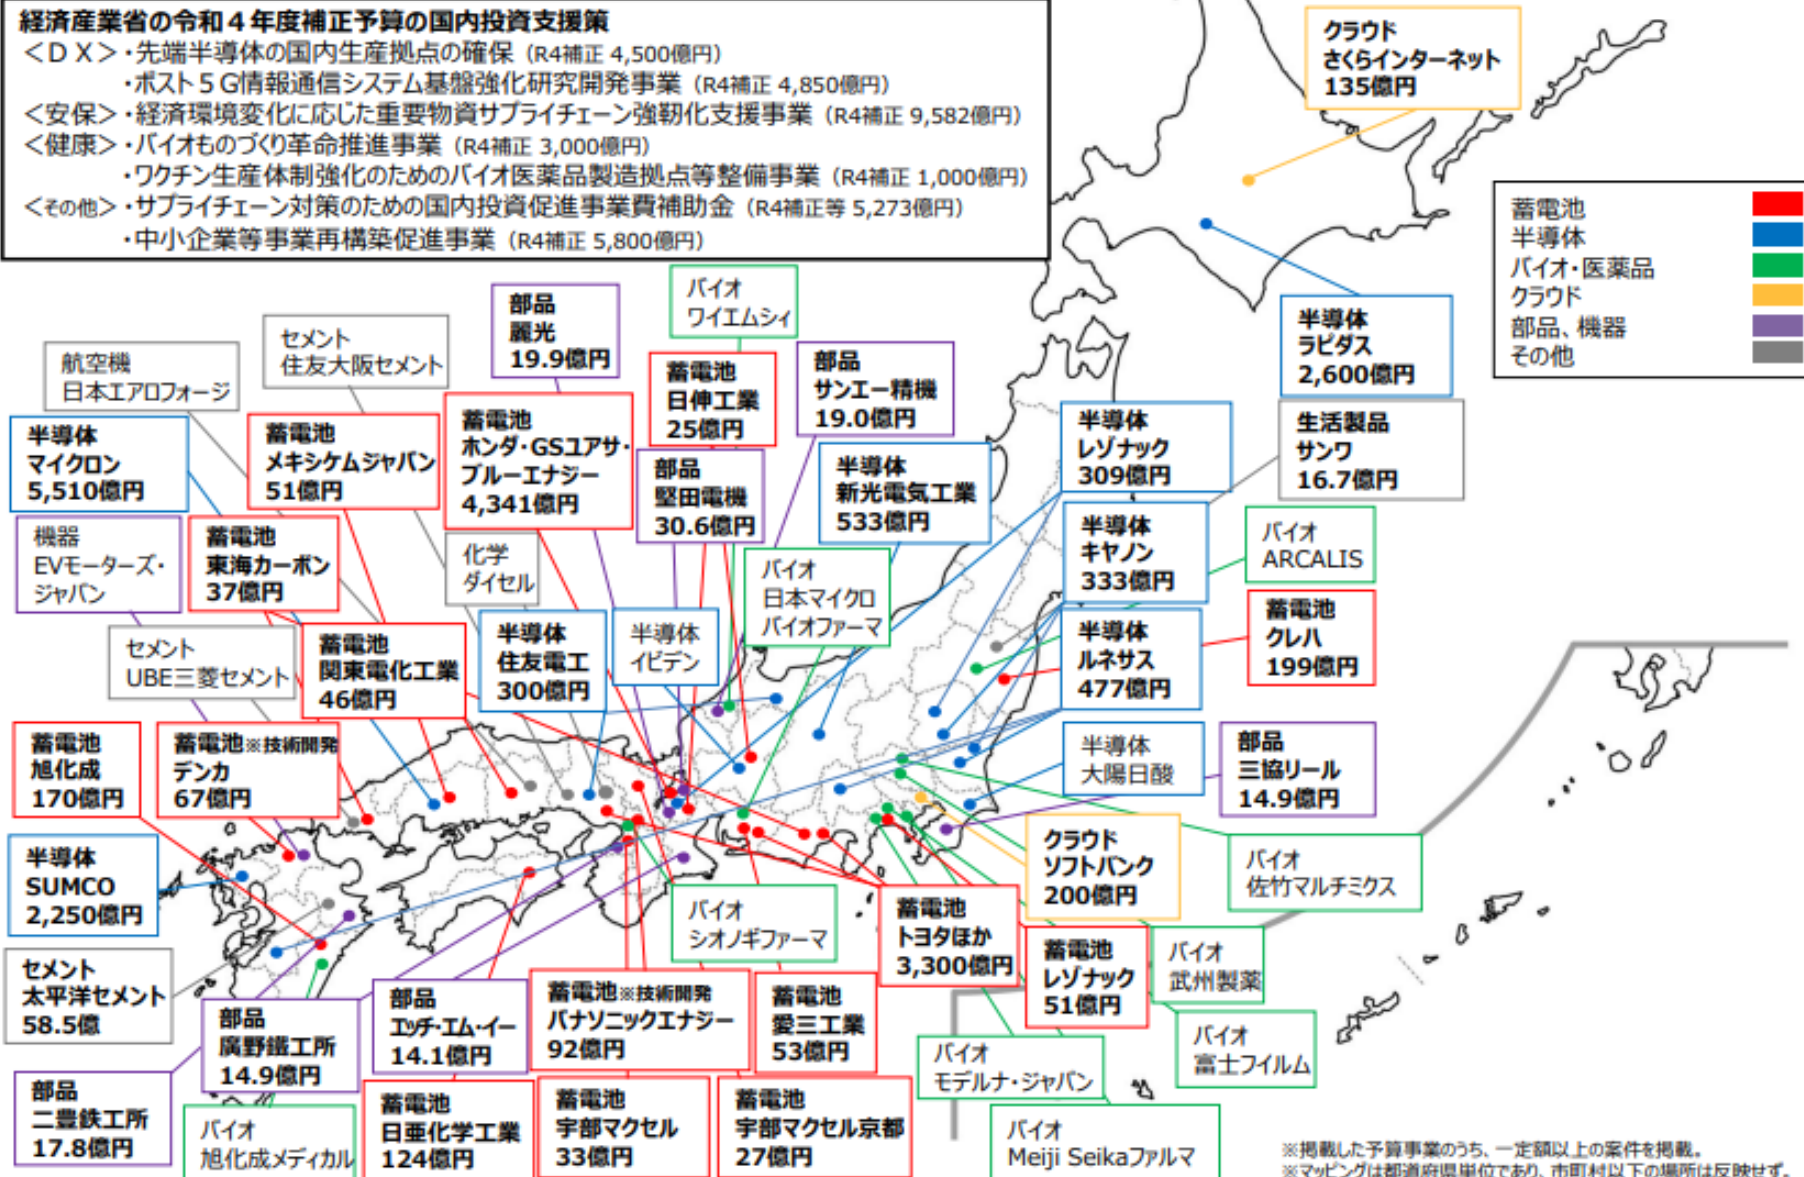 経済産業省の令和４年度補正予算の国内投資支援策
＜ＤＸ＞・先端半導体の国内生産拠点の確保（R4補正 4,500億円）
・ポスト５Ｇ情報通信システム基盤強化研究開発事業（R4補正 4,850億円）
＜安保＞・経済環境変化に応じた重要物資サプライチェーン強靭化支援事業（R4補正 9,582億円）
＜健康＞・バイオものづくり革命推進事業（R4補正 3,000億円）
・ワクチン生産体制強化のためのバイオ医薬品製造拠点等整備事業（R4補正 1,000億円）
＜その他＞・サプライチェーン対策のための国内投資促進事業費補助金（R4補正等 5,273億円）
・中小企業等事業再構築促進事業（R4補正 5,800億円）
クラウド
さくらインターネット
135億円
蓄電池
半導体
バイオ・医薬品
クラウド
部品、機器
その他
半導体
ラピダス
2,600億円
バイオ
ワイエムシィ
部品
麗光
19.9億円
セメント
住友大阪セメント
航空機
日本エアロフォージ
蓄電池
日伸工業
25億円
部品
サンエー精機
19.0億円
半導体
マイクロン
5,510億円
蓄電池
メキシケムジャパン
51億円
蓄電池
ホンダ・GSユアサ・
ブルーエナジー
4,341億円
部品
堅田電機
30.6億円
半導体
新光電気工業
533億円
半導体
レゾナック
309億円
生活製品
サンワ
16.7億円
機器
EVモーターズ・
ジャパン
蓄電池
東海カーボン
37億円
化学
ダイセル
バイオ
日本マイクロ
バイオファーマ
半導体
キヤノン
333億円
バイオ
ARCALIS
セメント
UBE三菱セメント
蓄電池
関東電化工業
46億円
半導体
住友電工
300億円
半導体
イビデン
半導体
ルネサス
477億円
蓄電池
クレハ
199億円
蓄電池
旭化成
170億円
蓄電池※技術開発
デンカ
67億円
半導体
大陽日酸
部品
三協リール
14.9億円
半導体
SUMCO
2,250億円
クラウド
ソフトバンク
200億円
バイオ
佐竹マルチミクス
バイオ
シオノギファーマ
蓄電池
トヨタほか
3,300億円
蓄電池
レゾナック
51億円
バイオ
武州製薬
セメント
太平洋セメント
58.5億
部品
廣野鐵工所
14.9億円
部品
エッチ・エム・イー
14.1億円
蓄電池※技術開発
パナソニックエナジー
92億円
蓄電池
愛三工業
53億円
バイオ
モデルナ・ジャパン
バイオ
富士フイルム
部品
二豊鉄工所
17.8億円
バイオ
旭化成メディカル
蓄電池
日亜化学工業
124億円
蓄電池
宇部マクセル
33億円
蓄電池
宇部マクセル京都
27億円
バイオ
Meiji Seikaファルマ
※掲載した予算事業のうち、一定額以上の案件を掲載。
※マッピングは都道府県単位であり、市町村以下の場所は反映せず。